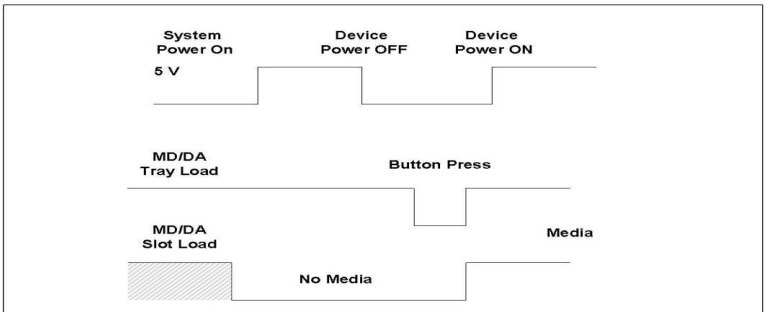 System Power On
Device Power OFF
Device Power ON
5 V
MD/DA
Tray Load
Button Press
MD/DA
Slot Load
Media
No Media